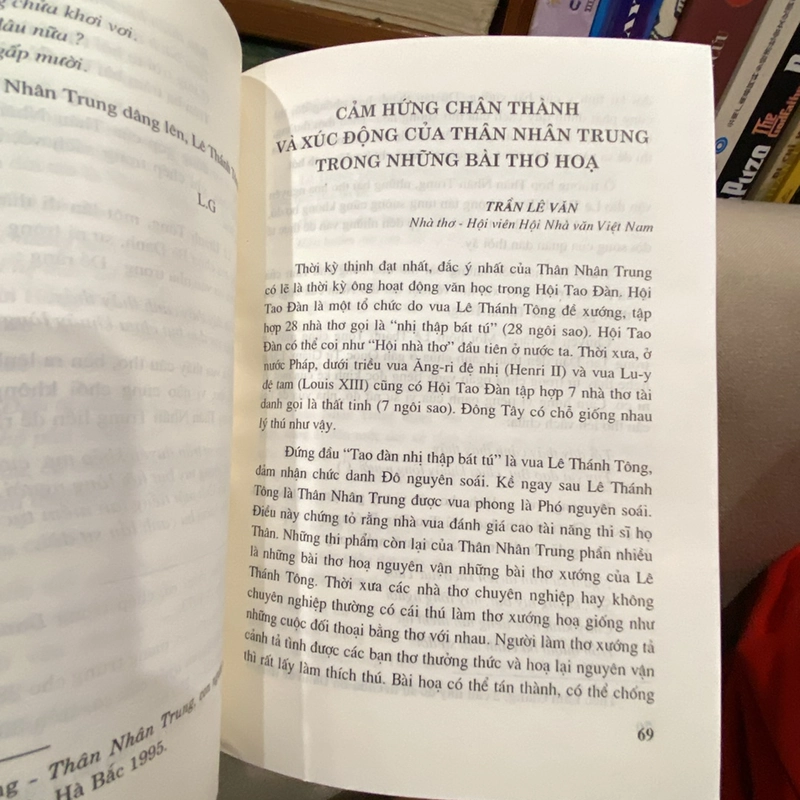 chưa khơi vơi.
đâu nữa ?
gấp mười.
Nhân Trung dâng lên, Lê Thánh
L.G
Thân Nhân Trung, con
Hà Bắc 1995.
CẢM HỨNG CHÂN THÀNH
VÀ XÚC ĐỘNG CỦA THÂN NHÂN TRUNG
TRONG NHỮNG BÀI THƠ HOẠ
TRẦN LÊ VĂN
Nhà thơ - Hội viên Hội Nhà văn Việt Nam
Thời kỳ thịnh đạt nhất, đắc ý nhất của Thân Nhân Trung
có lẽ là thời kỳ ông hoạt động văn học trong Hội Tao Đàn. Hội
Tao Đàn là một tổ chức do vua Lê Thánh Tông đề xướng, tập
hợp 28 nhà thơ gọi là “nhị thập bát tú” (28 ngôi sao). Hội Tao
Đàn có thể coi như “Hội nhà thơ” đầu tiên ở nước ta. Thời xưa, ở
nước Pháp, dưới triều vua Ăng-ri đệ nhị (Henri II) và vua Lu-y
đệ tam (Louis XIII) cũng có Hội Tao Đàn tập hợp 7 nhà thơ tài
danh gọi là thất tinh (7 ngôi sao). Đông Tây có chỗ giống nhau
lý thú như vậy.
Đứng đầu “Tao đàn nhị thập bát tú” là vua Lê Thánh Tông,
đảm nhận chức danh Đô nguyên soái. Kề ngay sau Lê Thánh
Tông là Thân Nhân Trung được vua phong là Phó nguyên soái.
Điều này chứng tỏ rằng nhà vua đánh giá cao tài năng thi sĩ họ
Thân. Những thi phẩm còn lại của Thân Nhân Trung phần nhiều
là những bài thơ hoạ nguyên vận những bài thơ xướng của Lê
Thánh Tông. Thời xưa các nhà thơ chuyên nghiệp hay không
chuyên nghiệp thường có cái thú làm thơ xướng hoạ giống như
những cuộc đối thoại bằng thơ với nhau. Người làm thơ xướng tả
cảnh tả tình được các bạn thơ thưởng thức và hoạ lại nguyên vận
thì rất lấy làm thích thú. Bài hoạ có thể tán thành, có thể chống
69
Puzo
The